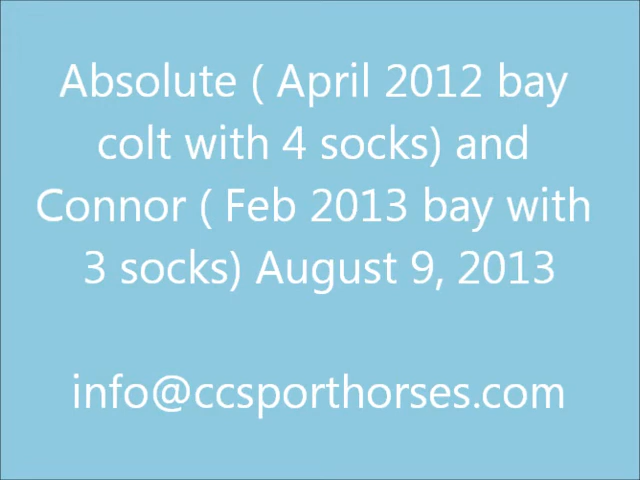 Absolute ( April 2012 bay
colt with 4 socks) and
Connor ( Feb 2013 bay with
3 socks) August 9, 2013
info@ccsporthorses.com